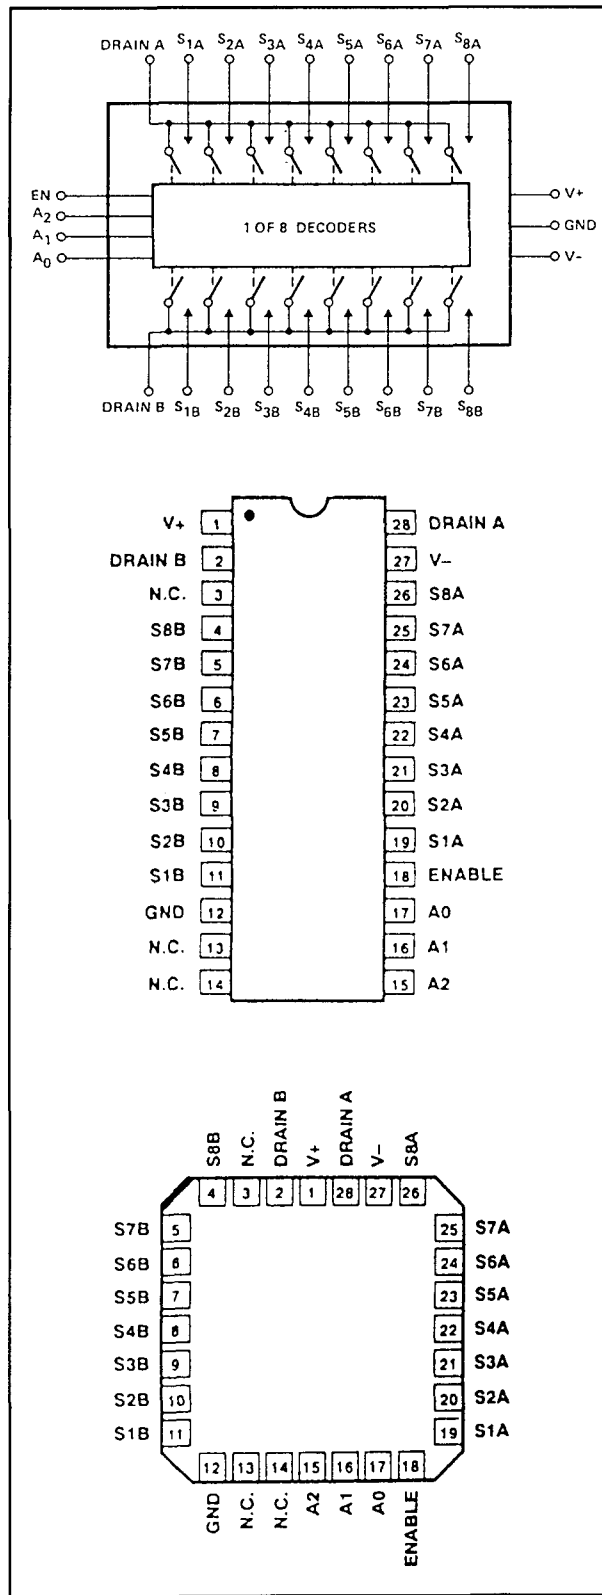 DRAIN A S1A S2A S3A S4A S5A S6A S7A S8A
EN
A2
A1
A0
1 OF 8 DECODERS
V+
GND
V-
DRAIN B S1B S2B S3B S4B S5B S6B S7B S8B
V+ 1 28 DRAIN A
DRAIN B 2 27 V-
N.C. 3 26 S8A
S8B 4 25 S7A
S7B 5 24 S6A
S6B 6 23 S5A
S5B 7 22 S4A
S4B 8 21 S3A
S3B 9 20 S2A
S2B 10 19 S1A
S1B 11 18 ENABLE
GND 12 17 A0
N.C. 13 16 A1
N.C. 14 15 A2
S8B N.C. DRAIN B V+ DRAIN A V- S8A
4 3 2 1 28 27 26
S7B 5 25 S7A
S6B 6 24 S6A
S5B 7 23 S5A
S4B 8 22 S4A
S3B 9 21 S3A
S2B 10 20 S2A
S1B 11 19 S1A
12 13 14 15 16 17 18
GND N.C. N.C. A2 A1 A0 ENABLE